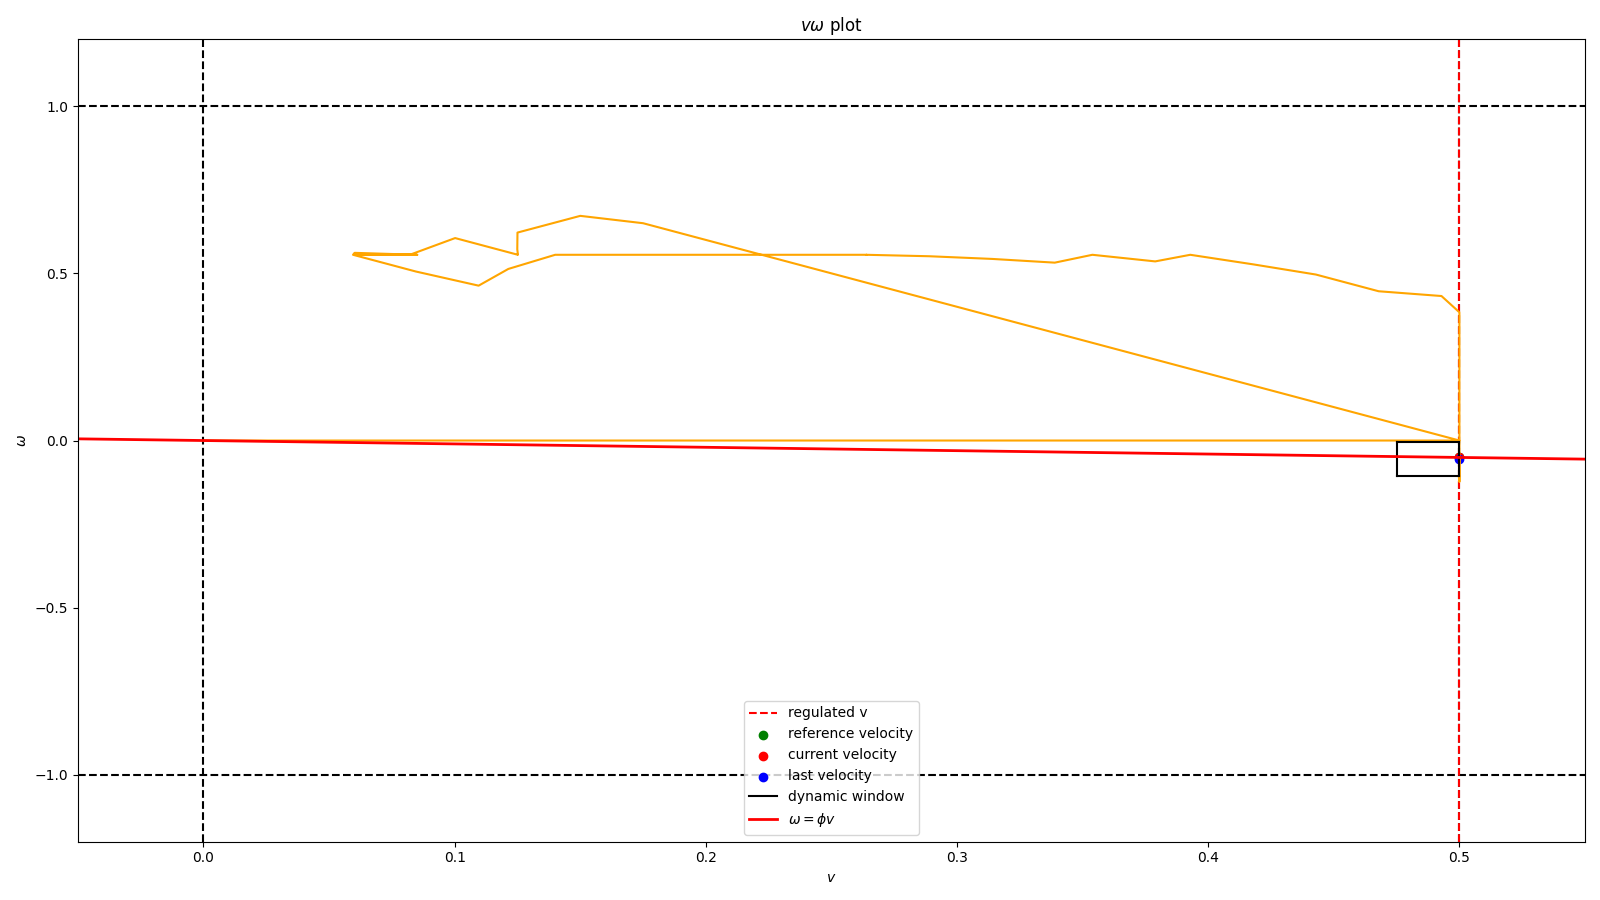 vω plot
1.0
0.5
0.0
−0.5
−1.0
ω
0.0 0.1 0.2 0.3 0.4 0.5
v
regulated v
reference velocity
current velocity
last velocity
dynamic window
ω = ϕv